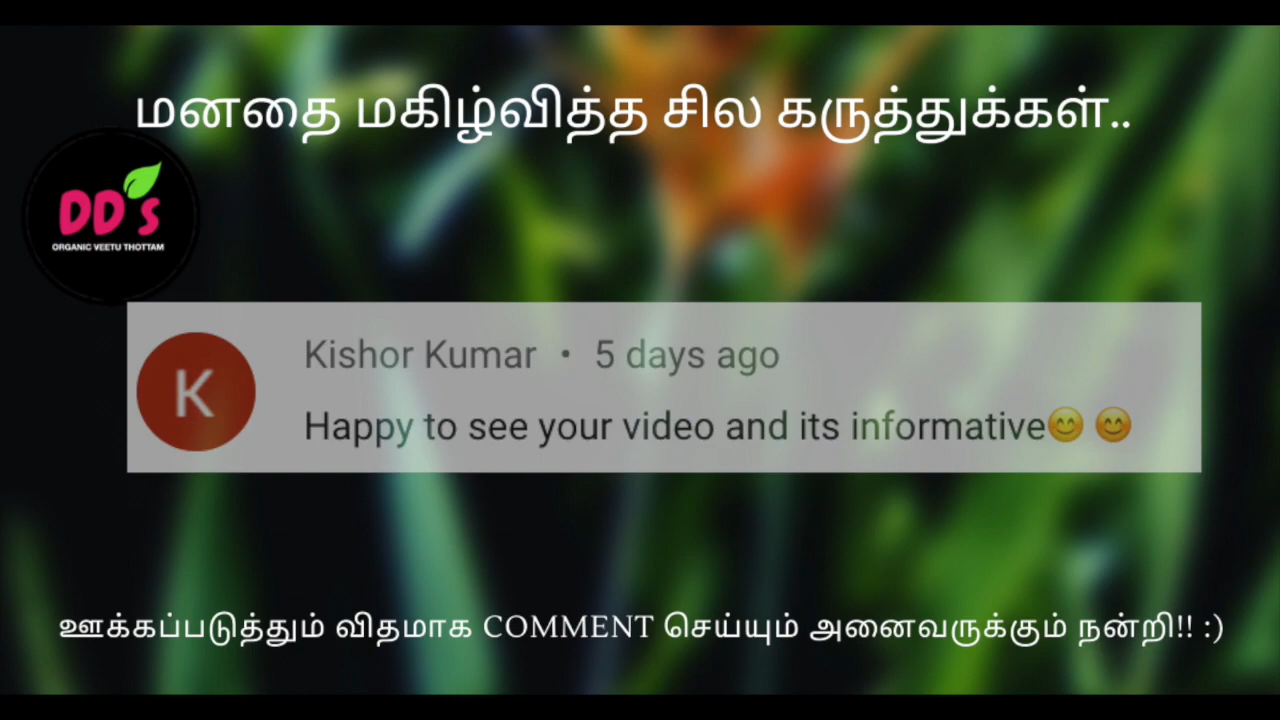 மனதை மகிழ்வித்த சில கருத்துக்கள்..
DD's
ORGANIC VEETU THOTTAM
K
Kishor Kumar • 5 days ago
Happy to see your video and its informative😊 😊
ஊக்கப்படுத்தும் விதமாக COMMENT செய்யும் அனைவருக்கும் நன்றி!! :)